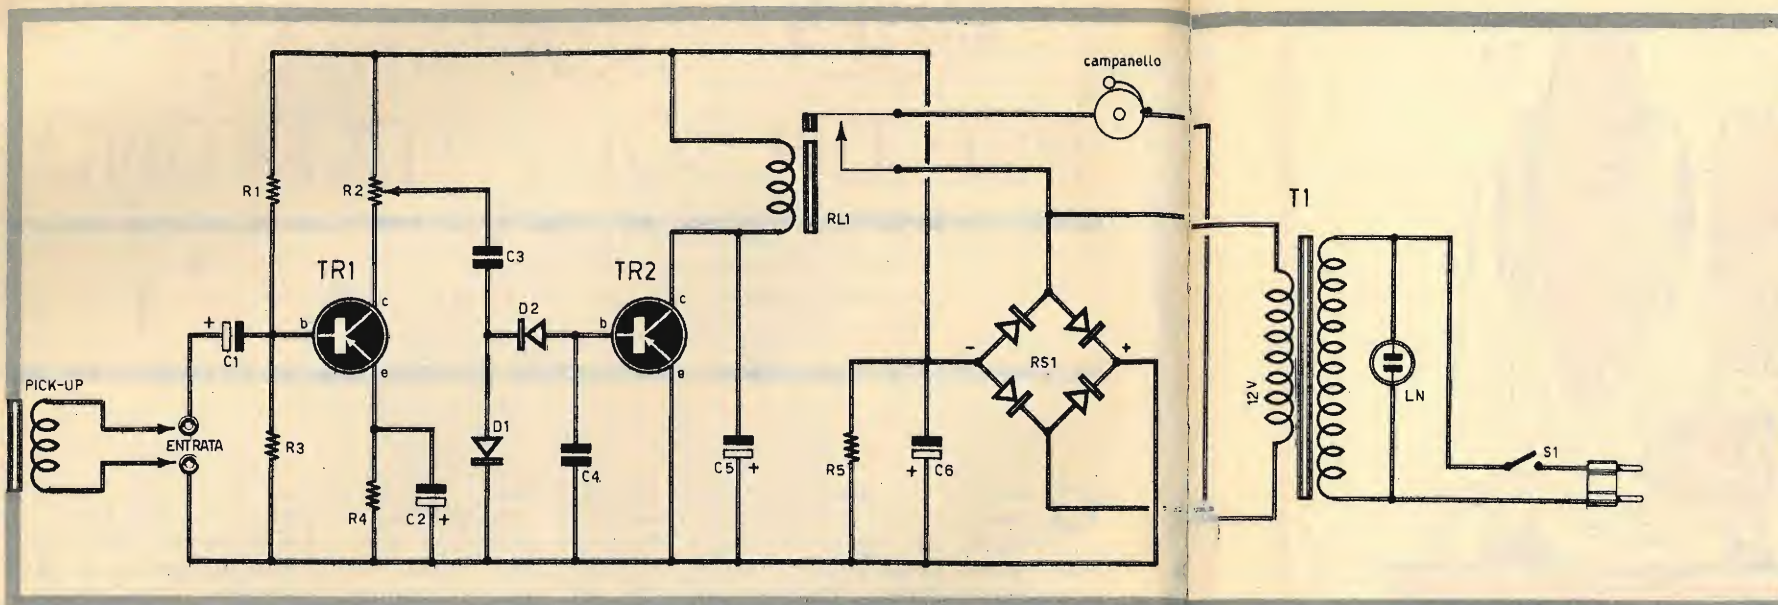 campanello
R1
R2
RL1
T1
C3
TR1
TR2
c
c
D2
b
b
+
C1
-
+
RS1
e
e
12V
LN
PICK-UP
ENTRATA
R3
D1
S1
R4
C2
+
C4
C5
+
R5
+
C6